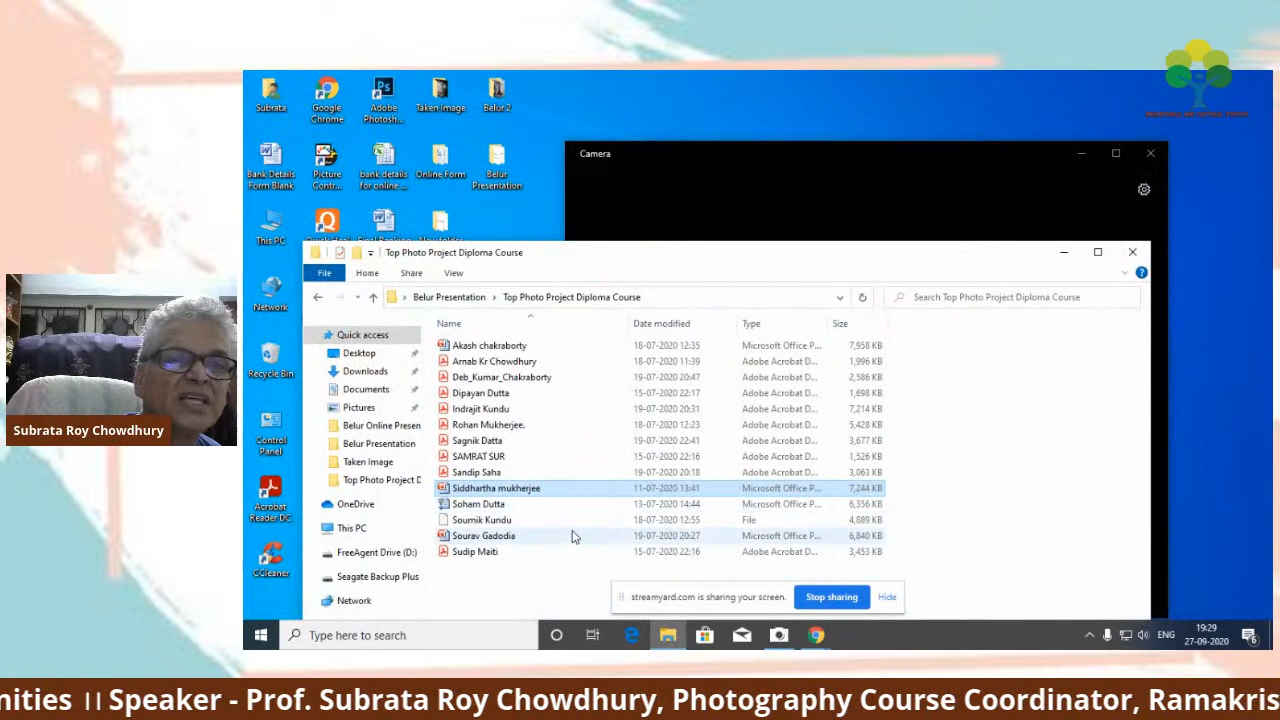 Subrata
Google Chrome
Adobe Photosh...
Taken Image
Belur 2
Bank Details Form Blank
Picture Contr...
bank details for online ...
Online Form
Belur Presentation
This PC
Network
Recycle Bin
Control Panel
Acrobat Reader DC
CCleaner
Camera
Top Photo Project Diploma Course
File Home Share View
Belur Presentation Top Photo Project Diploma Course
Search Top Photo Project Diploma Course
Quick access
Desktop
Downloads
Documents
Pictures
Belur Online Presen
Belur Presentation
Taken Image
Top Photo Project D
OneDrive
This PC
FreeAgent Drive (D:)
Seagate Backup Plus
Network
Name Date modified Type Size
Akash chakraborty 18-07-2020 12:35 Microsoft Office P... 7,958 KB
Arnab Kr Chowdhury 18-07-2020 11:39 Adobe Acrobat D... 1,996 KB
Deb_Kumar_Chakraborty 19-07-2020 20:47 Adobe Acrobat D... 2,586 KB
Dipayan Dutta 15-07-2020 22:17 Adobe Acrobat D... 1,698 KB
Indrajit Kundu 19-07-2020 20:31 Adobe Acrobat D... 7,214 KB
Rohan Mukherjee. 18-07-2020 12:23 Adobe Acrobat D... 5,428 KB
Sagnik Datta 19-07-2020 22:41 Adobe Acrobat D... 3,677 KB
SAMRAT SUR 15-07-2020 22:16 Adobe Acrobat D... 1,526 KB
Sandip Saha 19-07-2020 20:18 Adobe Acrobat D... 3,063 KB
Siddhartha mukherjee 11-07-2020 13:41 Microsoft Office P... 7,244 KB
Soham Dutta 13-07-2020 14:44 Microsoft Office P... 6,356 KB
Soumik Kundu 18-07-2020 12:55 File 4,889 KB
Sourav Gadodia 19-07-2020 20:27 Microsoft Office P... 6,840 KB
Sudip Maiti 15-07-2020 22:16 Adobe Acrobat D... 3,453 KB
streamyard.com is sharing your screen. Stop sharing Hide
Type here to search
ENG
19:29
27-09-2020
6
Subrata Roy Chowdhury
nities || Speaker - Prof. Subrata Roy Chowdhury, Photography Course Coordinator, Ramakris